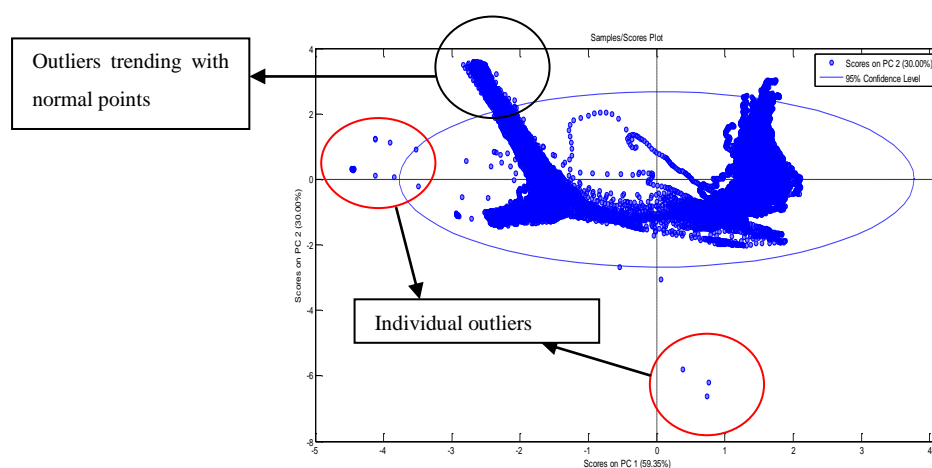 Outliers trending with
normal points
Samples/Scores Plot
Scores on PC 2 (30.00%)
95% Confidence Level
Scores on PC 2 (30.00%)
4
2
0
-2
-4
-6
-8
Individual outliers
-5
-4
-3
-2
-1
0
1
2
3
4
Scores on PC 1 (59.35%)